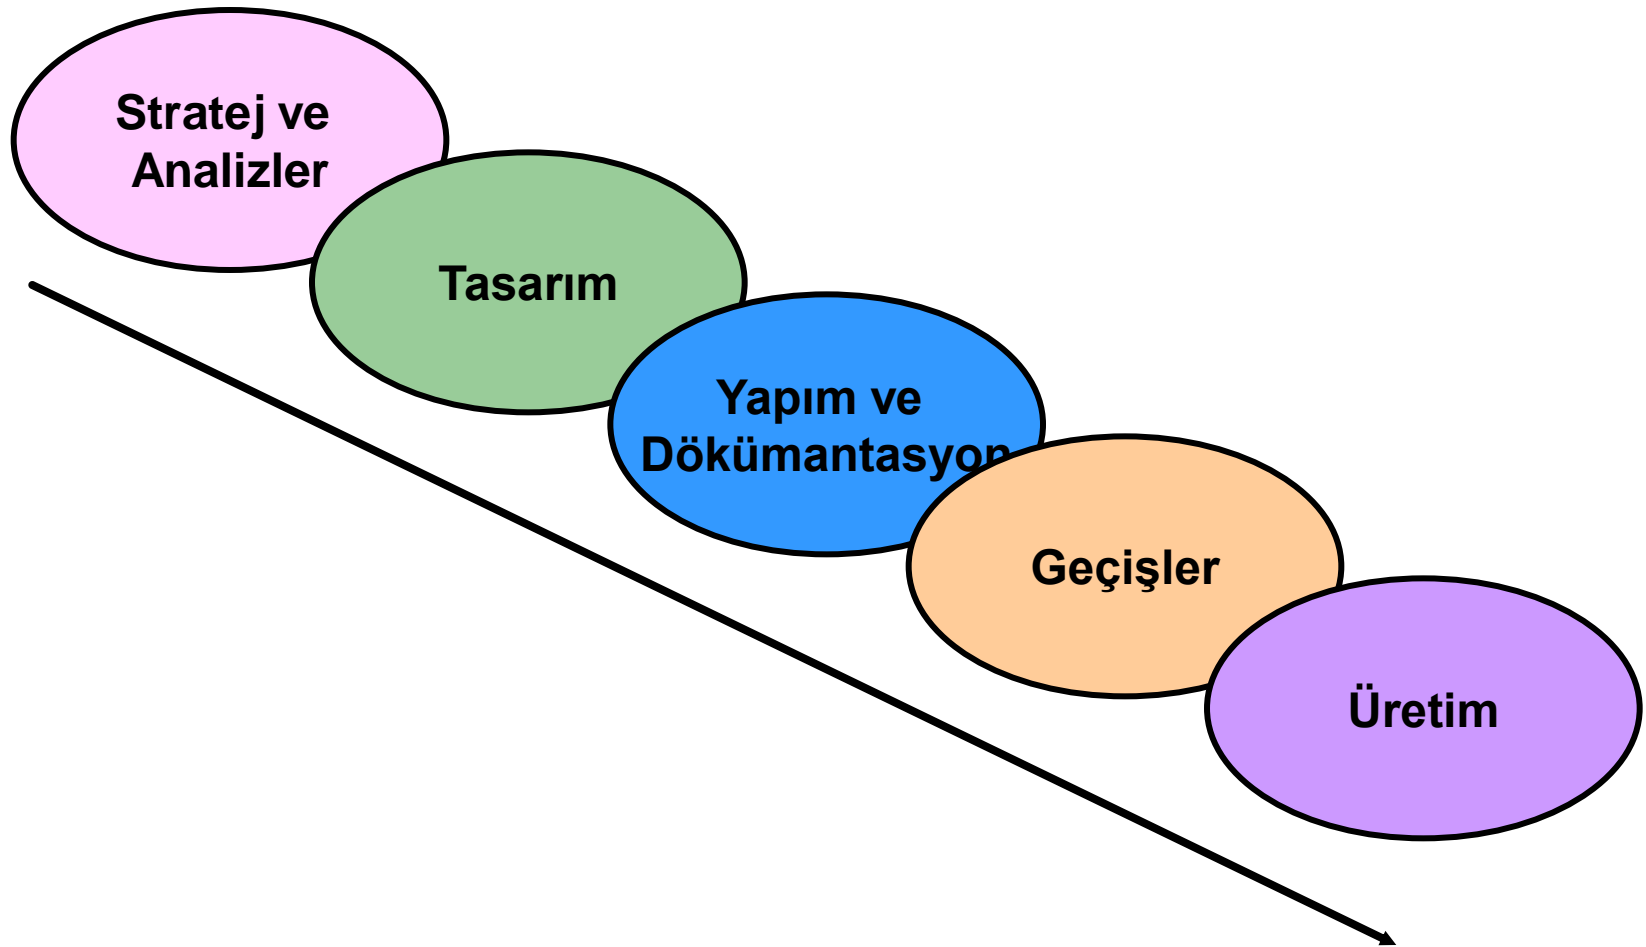 Stratej ve
Analizler
Tasarım
Yapım ve
Dökümantasyon
Geçişler
Üretim